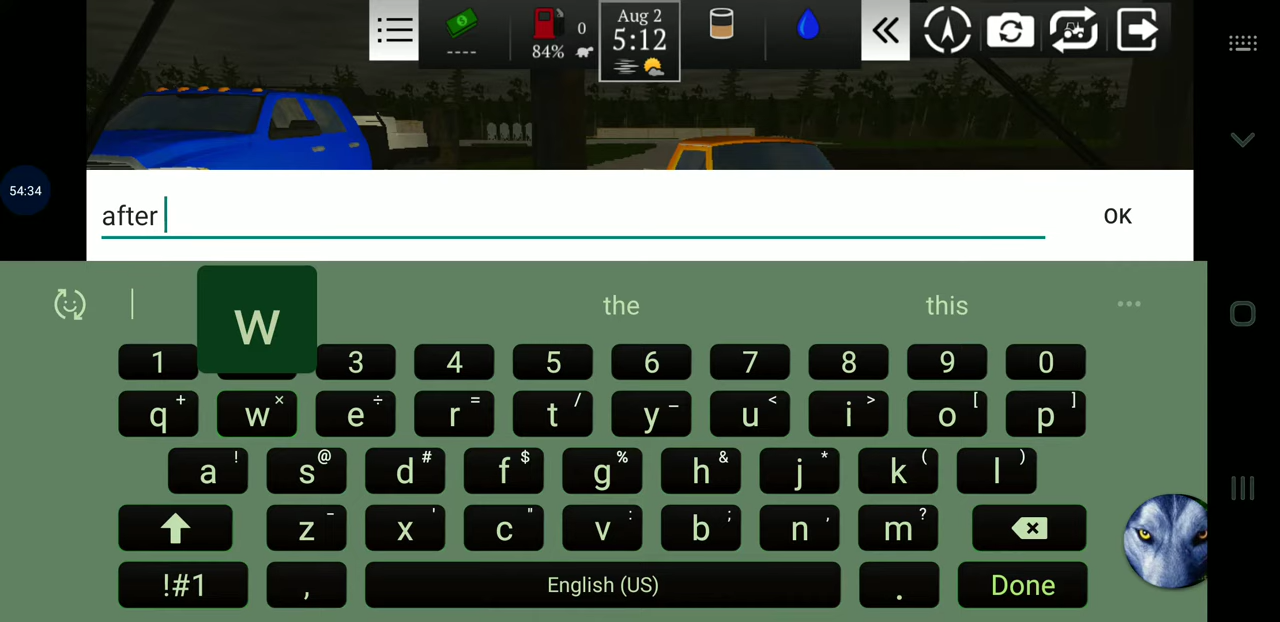 ----
0
84%
Aug 2
5:12
54:34
after
OK
w
the
this
1 3 4 5 6 7 8 9 0
q + w × e ÷ r = t / y _ u < i > o [ p ]
a ! s @ d # f $ g % h & j * k ( l )
z - x ' c " v : b ; n , m ?
!#1 , English (US) . Done